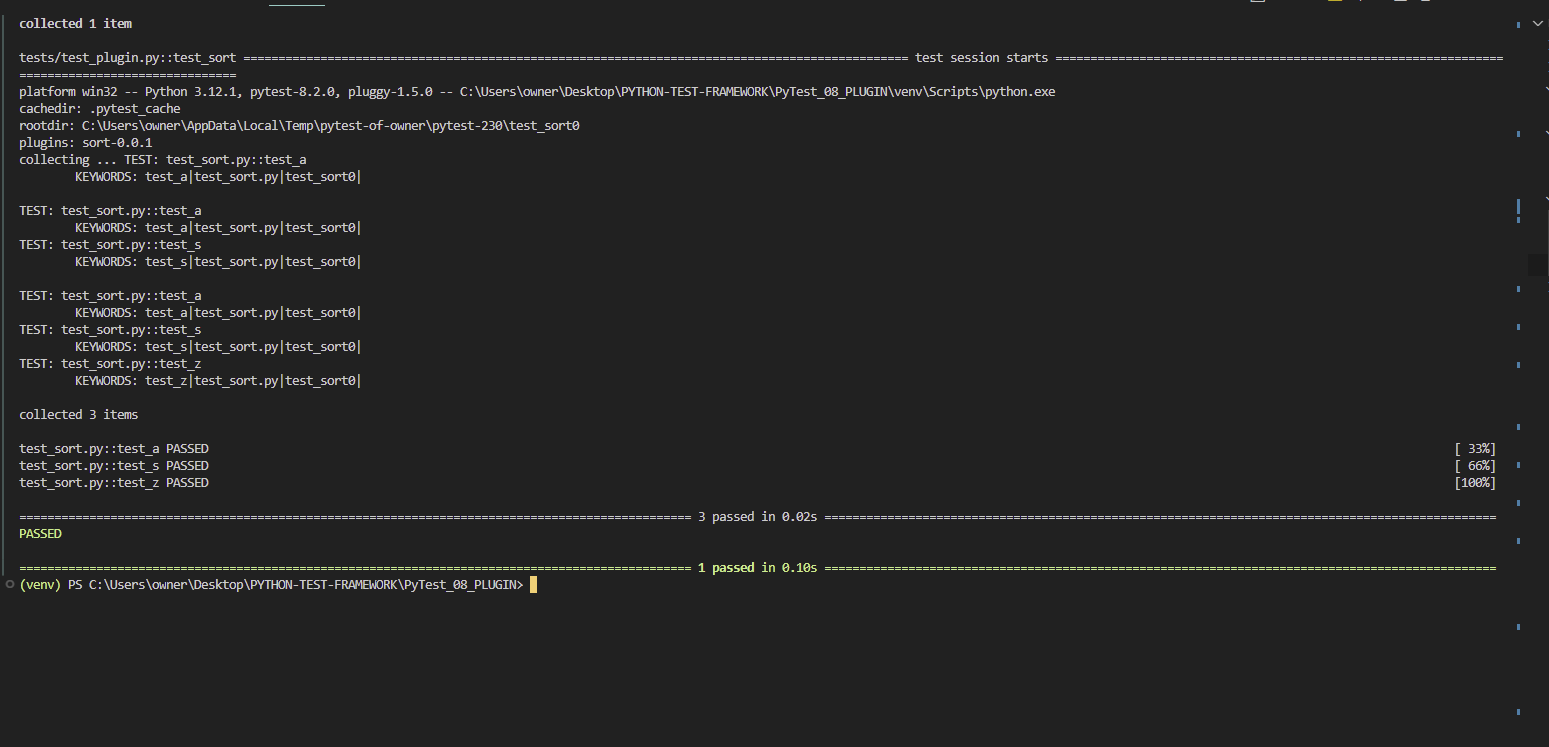 collected 1 item
tests/test_plugin.py::test_sort =============================================================================================== test session starts ================================================================
===============================
platform win32 -- Python 3.12.1, pytest-8.2.0, pluggy-1.5.0 -- C:\Users\owner\Desktop\PYTHON-TEST-FRAMEWORK\PyTest_08_PLUGIN\venv\Scripts\python.exe
cachedir: .pytest_cache
rootdir: C:\Users\owner\AppData\Local\Temp\pytest-of-owner\pytest-230\test_sort0
plugins: sort-0.0.1
collecting ... TEST: test_sort.py::test_a
KEYWORDS: test_a|test_sort.py|test_sort0|
TEST: test_sort.py::test_a
KEYWORDS: test_a|test_sort.py|test_sort0|
TEST: test_sort.py::test_s
KEYWORDS: test_s|test_sort.py|test_sort0|
TEST: test_sort.py::test_a
KEYWORDS: test_a|test_sort.py|test_sort0|
TEST: test_sort.py::test_s
KEYWORDS: test_s|test_sort.py|test_sort0|
TEST: test_sort.py::test_z
KEYWORDS: test_z|test_sort.py|test_sort0|
collected 3 items
test_sort.py::test_a PASSED [ 33%]
test_sort.py::test_s PASSED [ 66%]
test_sort.py::test_z PASSED [100%]
================================================================================================ 3 passed in 0.02s ================================================================================================
PASSED
================================================================================================ 1 passed in 0.10s ================================================================================================
(venv) PS C:\Users\owner\Desktop\PYTHON-TEST-FRAMEWORK\PyTest_08_PLUGIN>